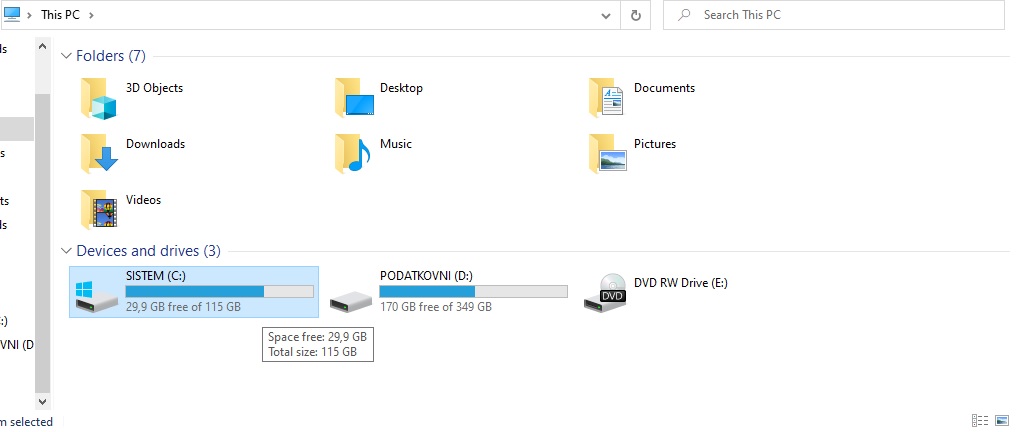 This PC
Search This PC
ls
Folders (7)
3D Objects
Desktop
Documents
Downloads
Music
Pictures
s
Videos
ts
ls
Devices and drives (3)
SISTEM (C:)
29,9 GB free of 115 GB
PODATKOVNI (D:)
170 GB free of 349 GB
DVD RW Drive (E:)
DVD
:)
VNI (D
Space free: 29,9 GB
Total size: 115 GB
m selected